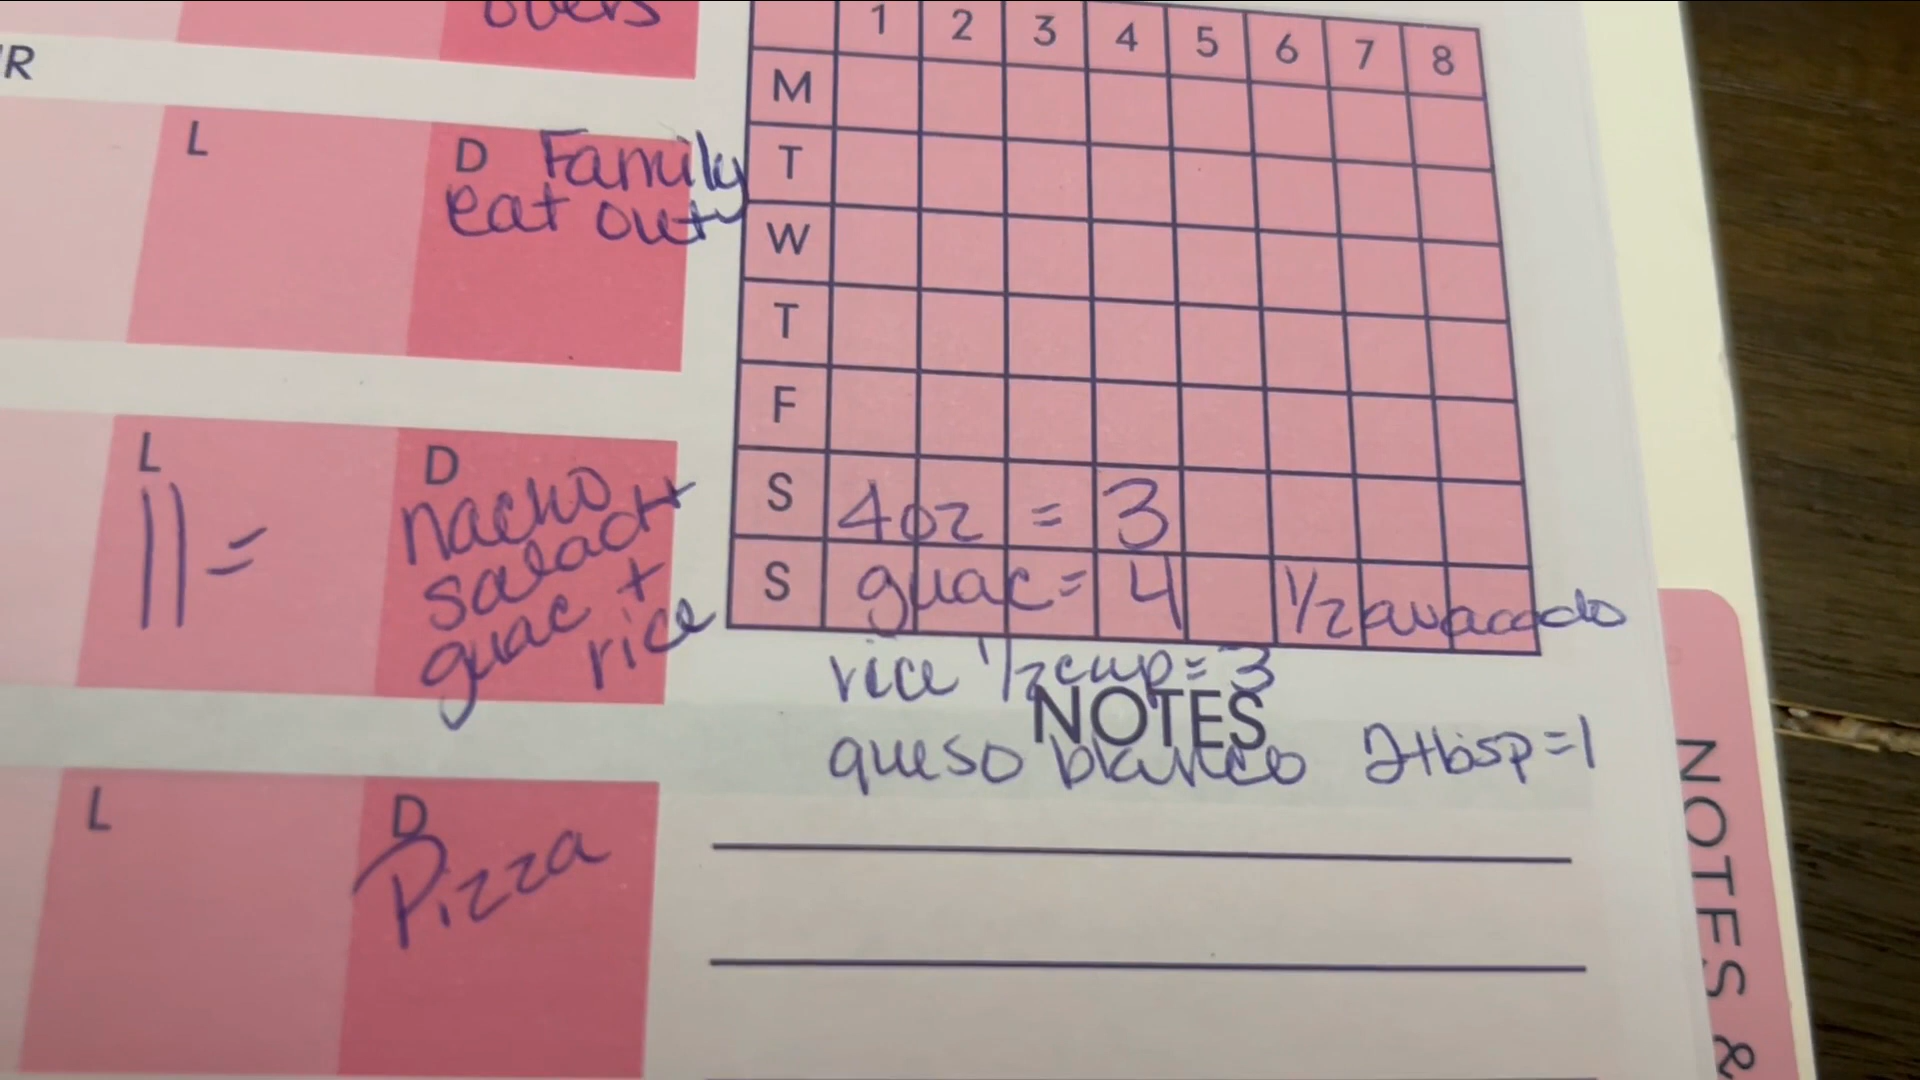 overs
R
L
D Family
eat out
L
D
nacho
salad +
guac +
rice
11 =
L
D
Pizza
1 2 3 4 5 6 7 8
M
T
W
T
F
S 4oz = 3
S guac = 4 1/2 avacado
rice 1/2 cup = 3
NOTES
queso blanco 2tbsp = 1
NOTES &